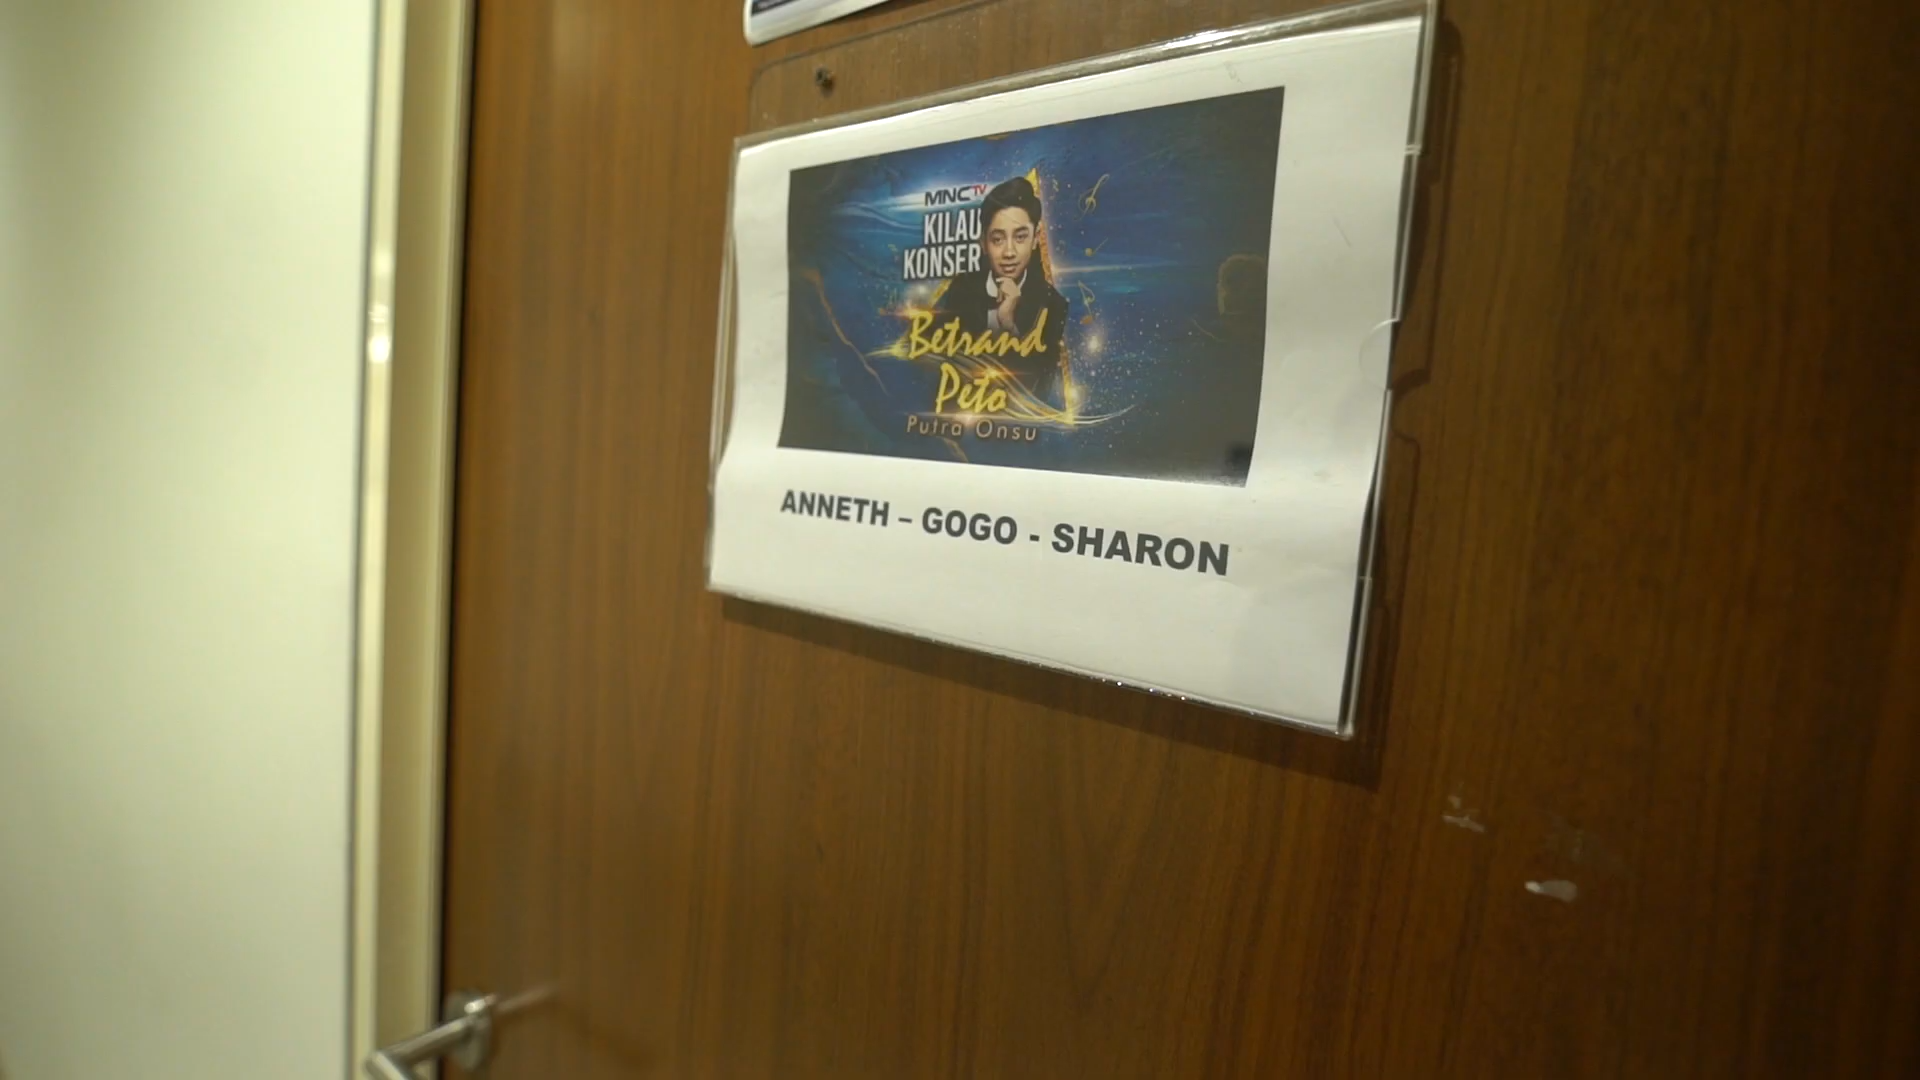 MNCTV
KILAU
KONSER
Betrand
Peto
Putra Onsu
ANNETH – GOGO - SHARON